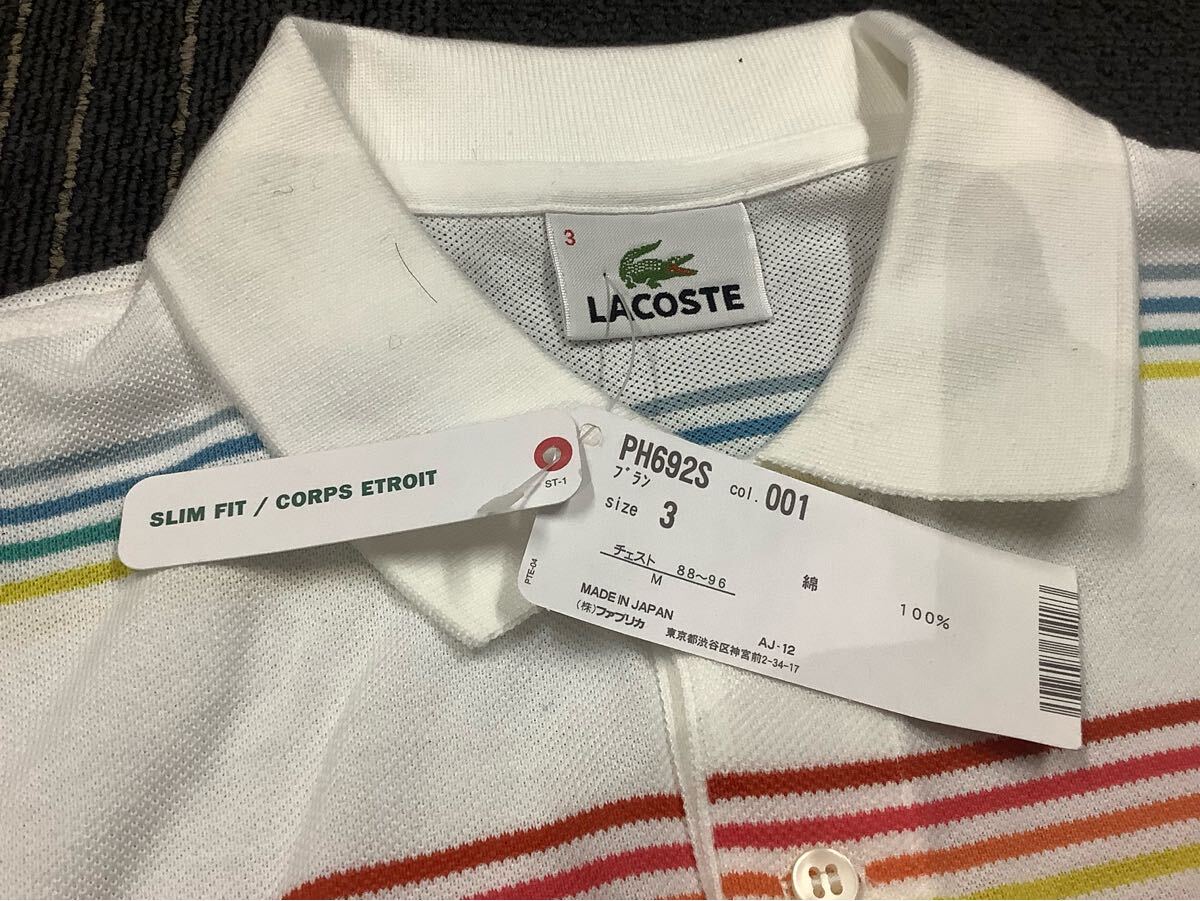 3
LACOSTE
SLIM FIT / CORPS ETROIT
ST-1
PH692S col. 001
ブラン
size 3
チェスト 88〜96
M
綿 100%
MADE IN JAPAN
AJ-12
(株)ファブリカ 東京都渋谷区神宮前2-34-17
PTE-04